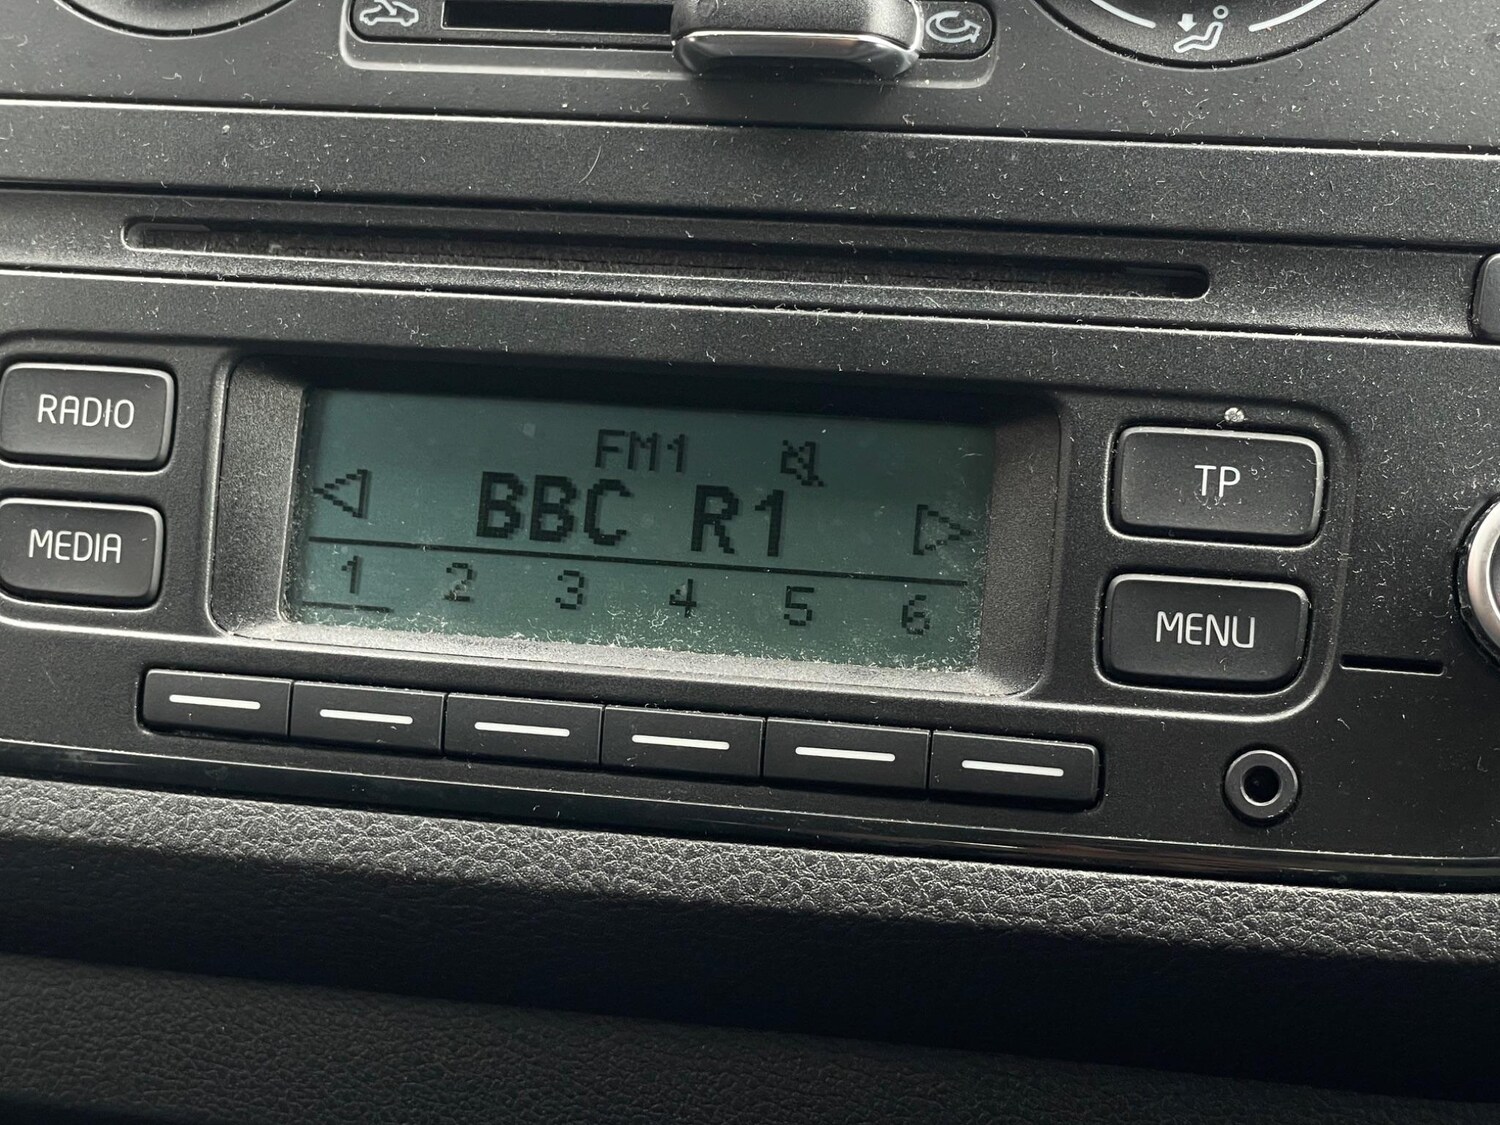 RADIO
MEDIA
FM1
BBC R1
1 2 3 4 5 6
TP
MENU